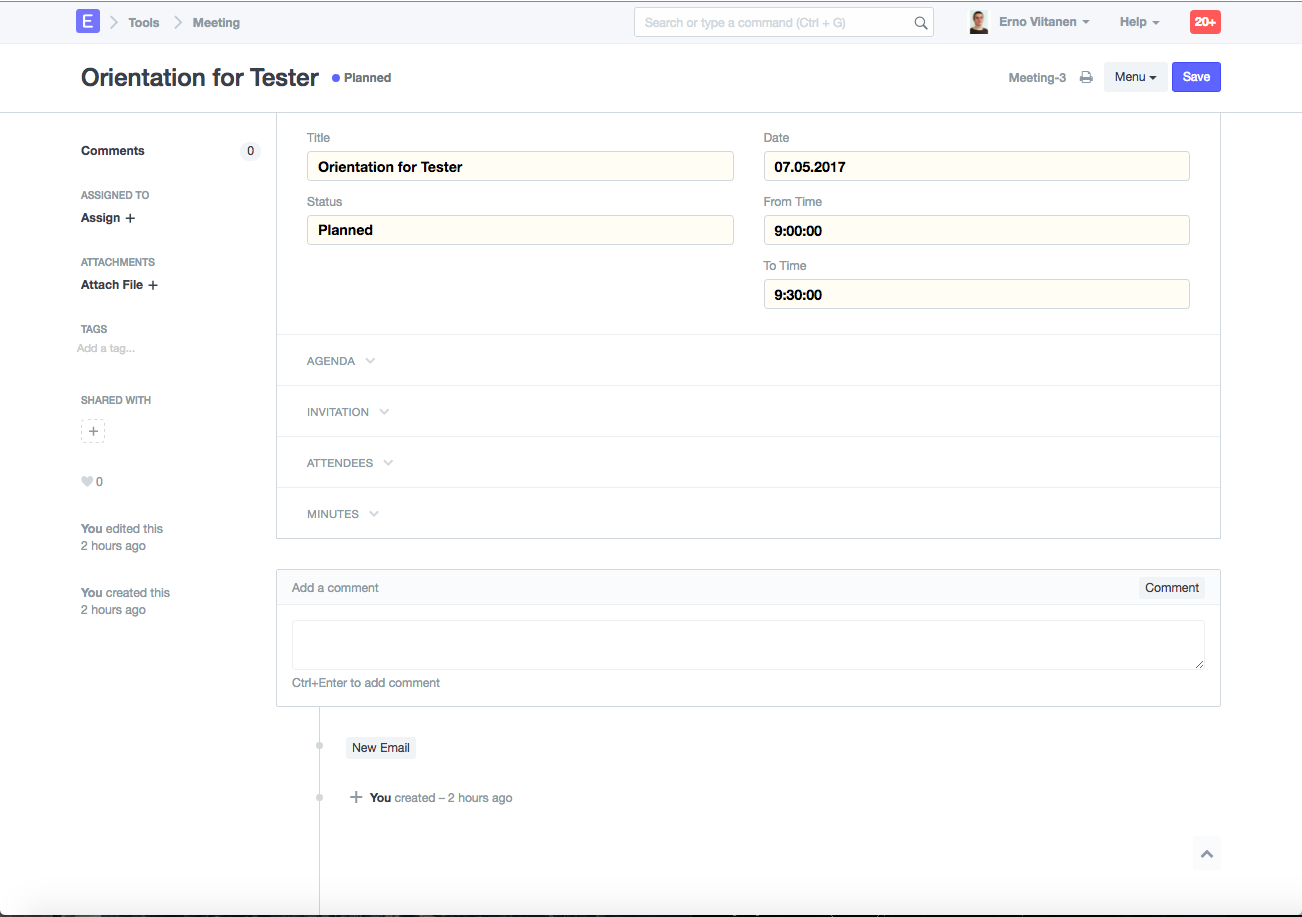 E Tools Meeting Search or type a command (Ctrl + G) Erno Viitanen Help 20+
Orientation for Tester Planned Meeting-3 Menu Save
Comments 0
ASSIGNED TO
Assign +
ATTACHMENTS
Attach File +
TAGS
Add a tag...
SHARED WITH
+
0
You edited this
2 hours ago
You created this
2 hours ago
Title
Orientation for Tester
Status
Planned
Date
07.05.2017
From Time
9:00:00
To Time
9:30:00
AGENDA
INVITATION
ATTENDEES
MINUTES
Add a comment Comment
Ctrl+Enter to add comment
New Email
+ You created – 2 hours ago